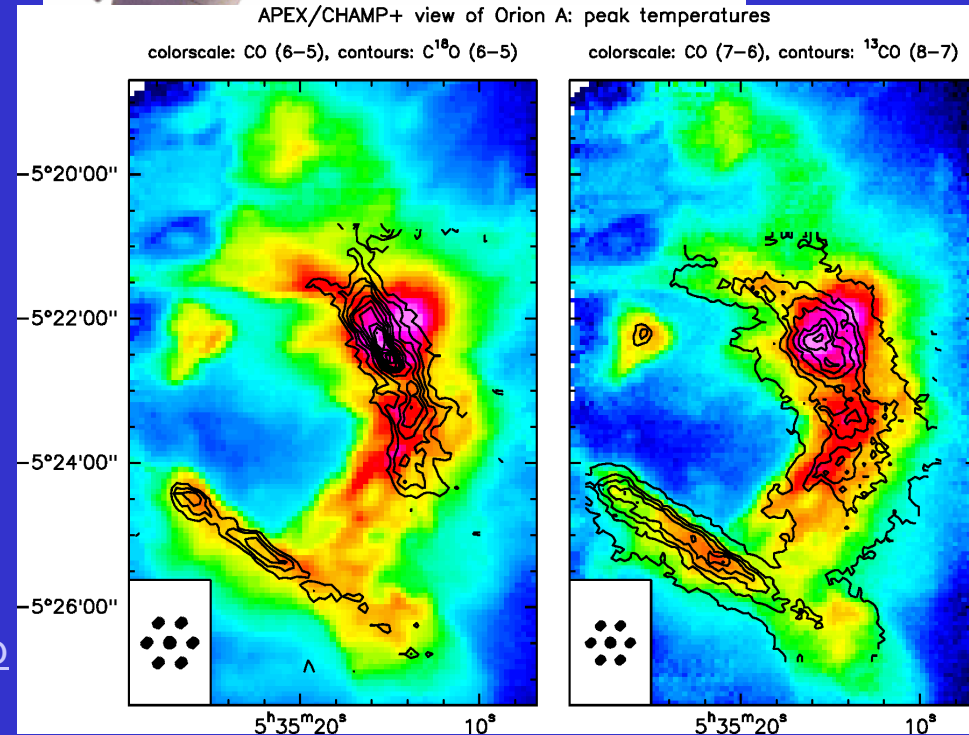 APEX/CHAMP+ view of Orion A: peak temperatures
colorscale: CO (6−5), contours: C¹⁸O (6−5)
colorscale: CO (7−6), contours: ¹³CO (8−7)
−5°20'00''
−5°22'00''
−5°24'00''
−5°26'00''
5ʰ35ᵐ20ˢ
10ˢ
5ʰ35ᵐ20ˢ
10ˢ